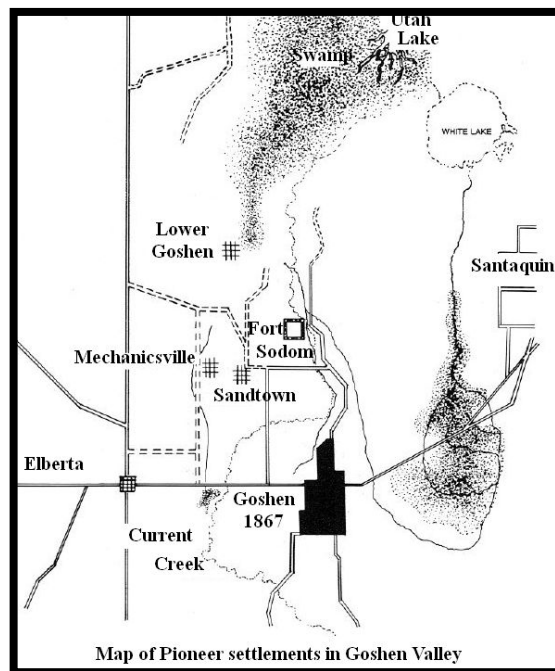 Utah
Lake
Swamp
WHITE LAKE
Lower
Goshen
Santaquin
Fort
Sodom
Mechanicsville
Sandtown
Elberta
Goshen
1867
Current
Creek
Map of Pioneer settlements in Goshen Valley